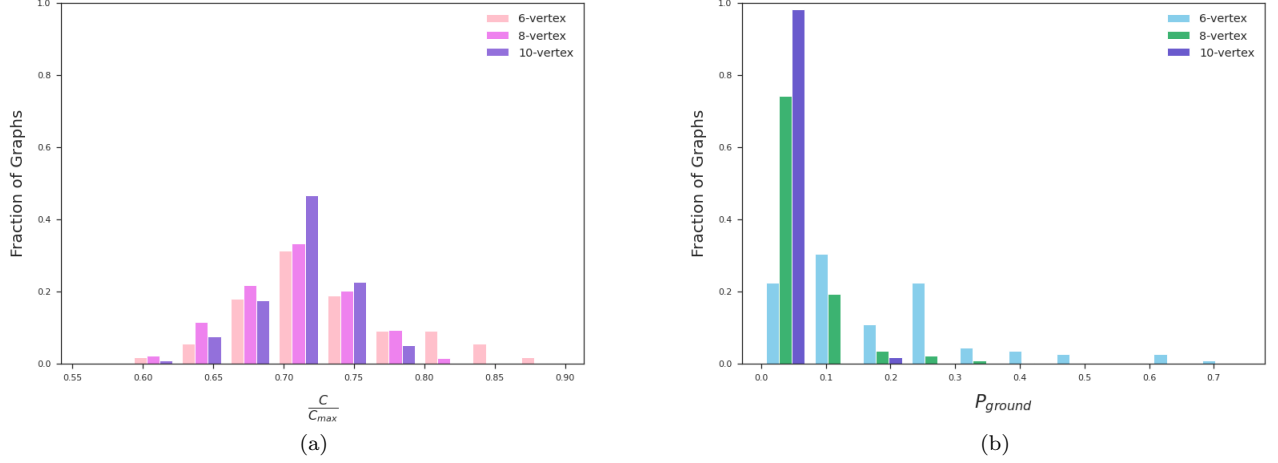 1.0
0.8
0.6
0.4
0.2
0.0
Fraction of Graphs
0.55 0.60 0.65 0.70 0.75 0.80 0.85 0.90
C
C_max
6-vertex
8-vertex
10-vertex
(a)
1.0
0.8
0.6
0.4
0.2
0.0
Fraction of Graphs
0.0 0.1 0.2 0.3 0.4 0.5 0.6 0.7
P_ground
6-vertex
8-vertex
10-vertex
(b)